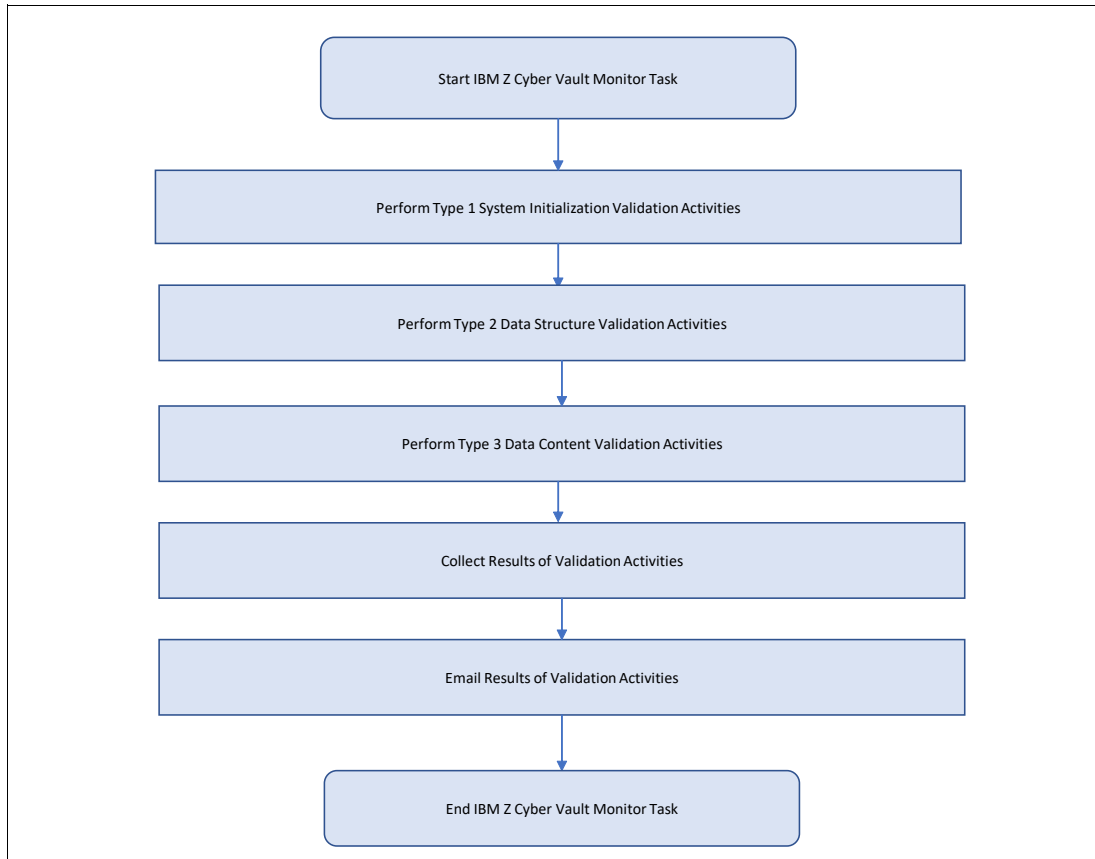 Start IBM Z Cyber Vault Monitor Task
Perform Type 1 System Initialization Validation Activities
Perform Type 2 Data Structure Validation Activities
Perform Type 3 Data Content Validation Activities
Collect Results of Validation Activities
Email Results of Validation Activities
End IBM Z Cyber Vault Monitor Task